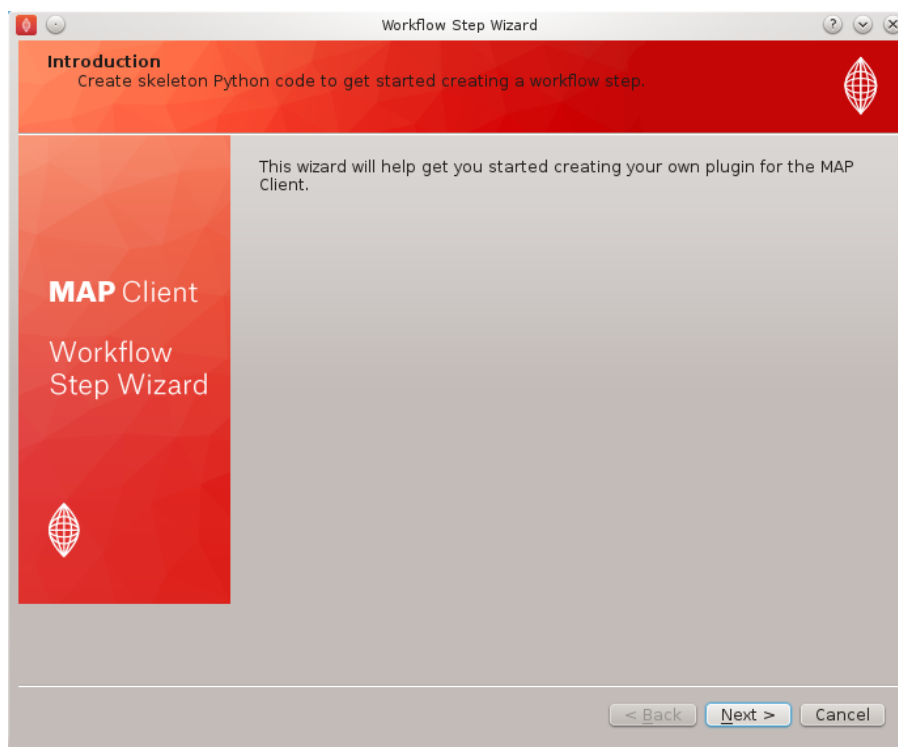 Workflow Step Wizard
Introduction
Create skeleton Python code to get started creating a workflow step.
This wizard will help get you started creating your own plugin for the MAP
Client.
MAP Client
Workflow
Step Wizard
< Back
Next >
Cancel